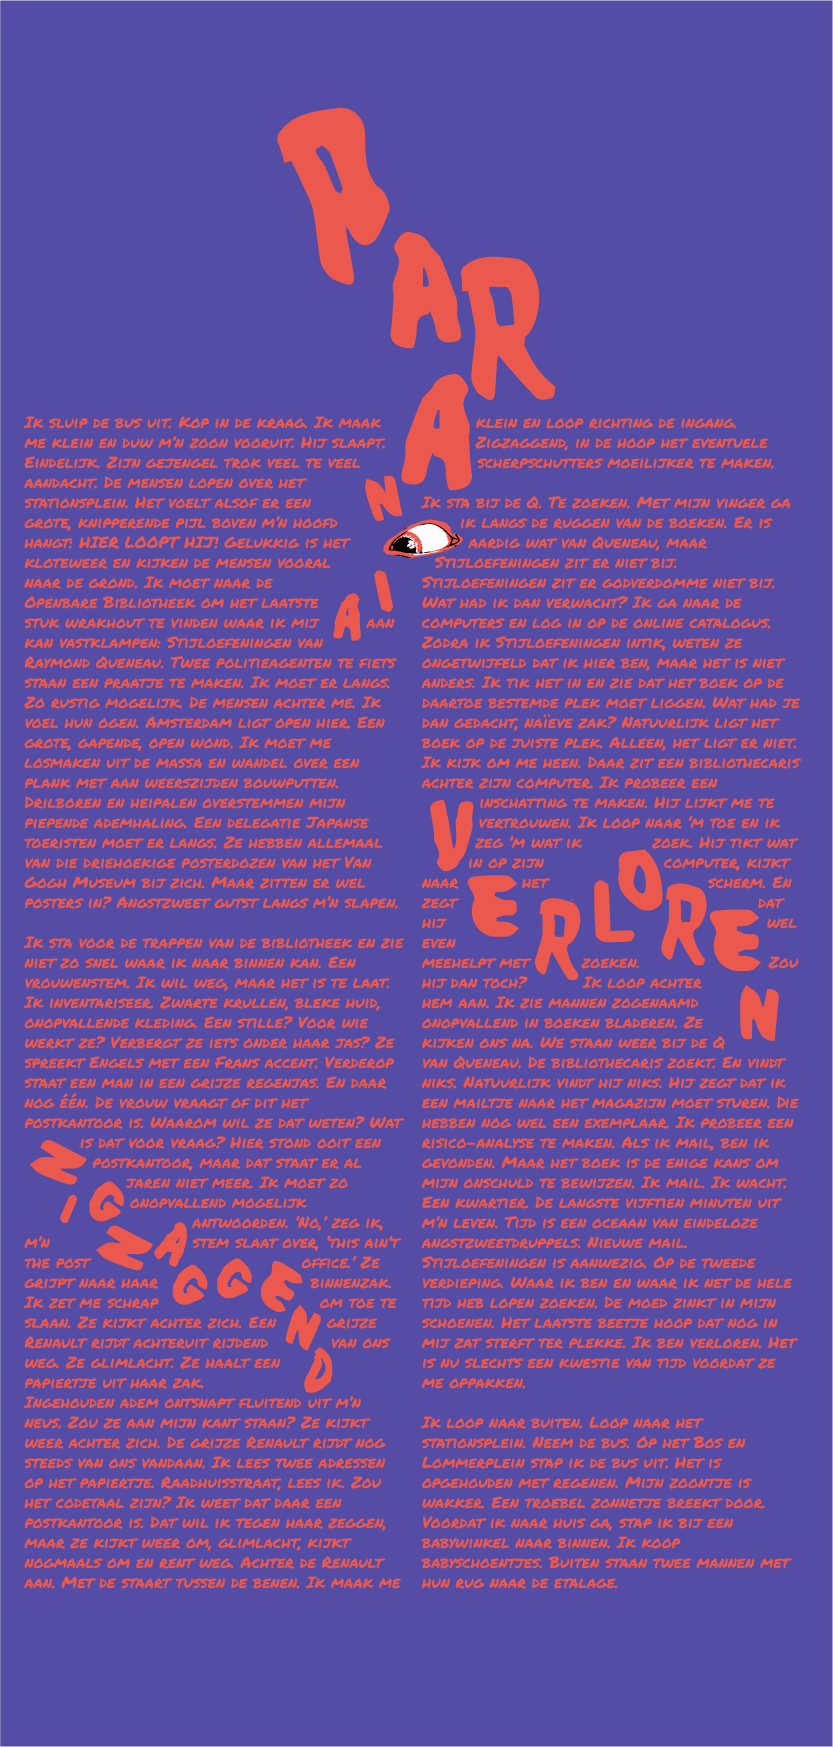 PARANOIA
Ik sluip de bus uit. Kop in de kraag. Ik maak
me klein en duw m'n zoon vooruit. Hij slaapt.
Eindelijk. Zijn gejengel trok veel te veel
aandacht. De mensen lopen over het
stationsplein. Het voelt alsof er een
grote, knipperende pijl boven m'n hoofd
hangt: HIER LOOPT HIJ! Gelukkig is het
kloteweer en kijken de mensen vooral
naar de grond. Ik moet naar de
Openbare Bibliotheek om het laatste
stuk wrakhout te vinden waar ik mij aan
kan vastklampen: Stijloefeningen van
Raymond Queneau. Twee politieagenten te fiets
staan een praatje te maken. Ik moet er langs.
Zo rustig mogelijk. De mensen achter me. Ik
voel hun ogen. Amsterdam ligt open hier. Een
grote, gapende, open wond. Ik moet me
losmaken uit de massa en wandel over een
plank met aan weerszijden bouwputten.
Drilboren en heipalen overstemmen mijn
piepende ademhaling. Een delegatie Japanse
toeristen moet er langs. Ze hebben allemaal
van die driehoekige posterdozen van het Van
Gogh Museum bij zich. Maar zitten er wel
posters in? Angstzweet gutst langs m'n slapen.
Ik sta voor de trappen van de bibliotheek en zie
niet zo snel waar ik naar binnen kan. Een
vrouwenstem. Ik wil weg, maar het is te laat.
Ik inventariseer. Zwarte krullen, bleke huid,
onopvallende kleding. Een stille? Voor wie
werkt ze? Verbergt ze iets onder haar jas? Ze
spreekt Engels met een Frans accent. Verderop
staat een man in een grijze regenjas. En daar
nog één. De vrouw vraagt of dit het
postkantoor is. Waarom wil ze dat weten? Wat
is dat voor vraag? Hier stond ooit een
postkantoor, maar dat staat er al
jaren niet meer. Ik moet zo
onopvallend mogelijk
antwoorden. 'No,' zeg ik,
m'n stem slaat over, 'this ain't
the post office.' Ze
grijpt naar haar binnenzak.
Ik zet me schrap om toe te
slaan. Ze kijkt achter zich. Een grijze
Renault rijdt achteruit rijdend van ons
weg. Ze glimlacht. Ze haalt een
papiertje uit haar zak.
ZIGZAGGEND
Ingehouden adem ontsnapt fluitend uit m'n
neus. Zou ze aan mijn kant staan? Ze kijkt
weer achter zich. De grijze Renault rijdt nog
steeds van ons vandaan. Ik lees twee adressen
op het papiertje. Raadhuisstraat, lees ik. Zou
het codetaal zijn? Ik weet dat daar een
postkantoor is. Dat wil ik tegen haar zeggen,
maar ze kijkt weer om, glimlacht, kijkt
nogmaals om en rent weg. Achter de Renault
aan. Met de staart tussen de benen. Ik maak me
klein en loop richting de ingang.
Zigzaggend, in de hoop het eventuele
scherpschutters moeilijker te maken.
Ik sta bij de Q. Te zoeken. Met mijn vinger ga
ik langs de ruggen van de boeken. Er is
aardig wat van Queneau, maar
Stijloefeningen zit er niet bij.
Stijloefeningen zit er godverdomme niet bij.
Wat had ik dan verwacht? Ik ga naar de
computers en log in op de online catalogus.
Zodra ik Stijloefeningen intik, weten ze
ongetwijfeld dat ik hier ben, maar het is niet
anders. Ik tik het in en zie dat het boek op de
daartoe bestemde plek moet liggen. Wat had je
dan gedacht, naïeve zak? Natuurlijk ligt het
boek op de juiste plek. Alleen, het ligt er niet.
Ik kijk om me heen. Daar zit een bibliothecaris
achter zijn computer. Ik probeer een
inschatting te maken. Hij lijkt me te
vertrouwen. Ik loop naar 'm toe en ik
zeg 'm wat ik zoek. Hij tikt wat
in op zijn computer, kijkt
naar het scherm. En
zegt dat
hij wel
even
meehelpt met zoeken. Zou
hij dan toch? Ik loop achter
VERLOREN
hem aan. Ik zie mannen zogenaamd
onopvallend in boeken bladeren. Ze
kijken ons na. We staan weer bij de Q
van Queneau. De bibliothecaris zoekt. En vindt
niks. Natuurlijk vindt hij niks. Hij zegt dat ik
een mailtje naar het magazijn moet sturen. Die
hebben nog wel een exemplaar. Ik probeer een
risico-analyse te maken. Als ik mail, ben ik
gevonden. Maar het boek is de enige kans om
mijn onschuld te bewijzen. Ik mail. Ik wacht.
Een kwartier. De langste vijftien minuten uit
m'n leven. Tijd is een oceaan van eindeloze
angstzweetdruppels. Nieuwe mail.
Stijloefeningen is aanwezig. Op de tweede
verdieping. Waar ik ben en waar ik net de hele
tijd heb lopen zoeken. De moed zinkt in mijn
schoenen. Het laatste beetje hoop dat nog in
mij zat sterft ter plekke. Ik ben verloren. Het
is nu slechts een kwestie van tijd voordat ze
me oppakken.
Ik loop naar buiten. Loop naar het
stationsplein. Neem de bus. Op het Bos en
Lommerplein stap ik de bus uit. Het is
opgehouden met regenen. Mijn zoontje is
wakker. Een troebel zonnetje breekt door.
Voordat ik naar huis ga, stap ik bij een
babywinkel naar binnen. Ik koop
babyschoentjes. Buiten staan twee mannen met
hun rug naar de etalage.